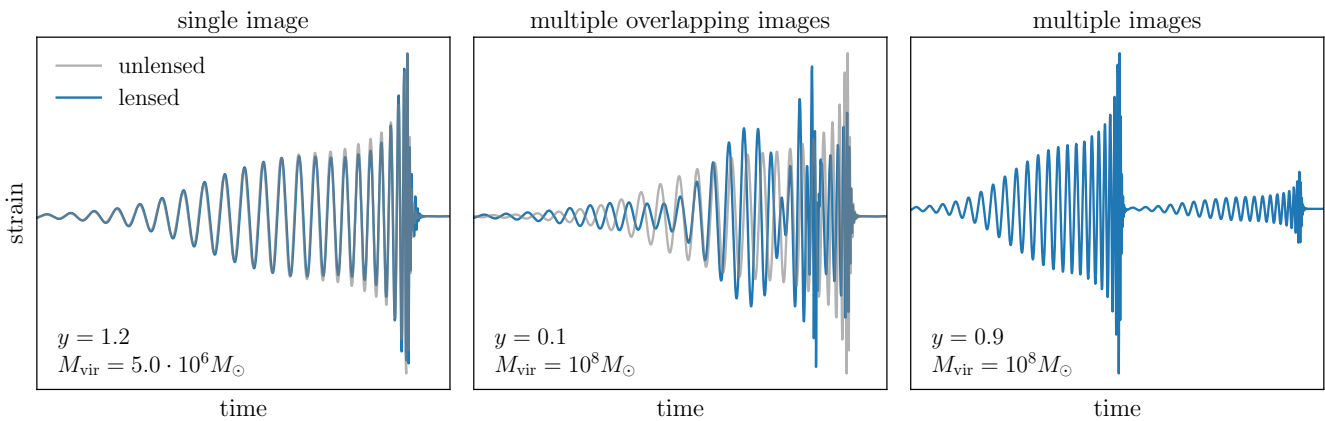 single image
multiple overlapping images
multiple images
unlensed
lensed
strain
y = 1.2
M_vir = 5.0 · 10^6 M_⊙
y = 0.1
M_vir = 10^8 M_⊙
y = 0.9
M_vir = 10^8 M_⊙
time
time
time